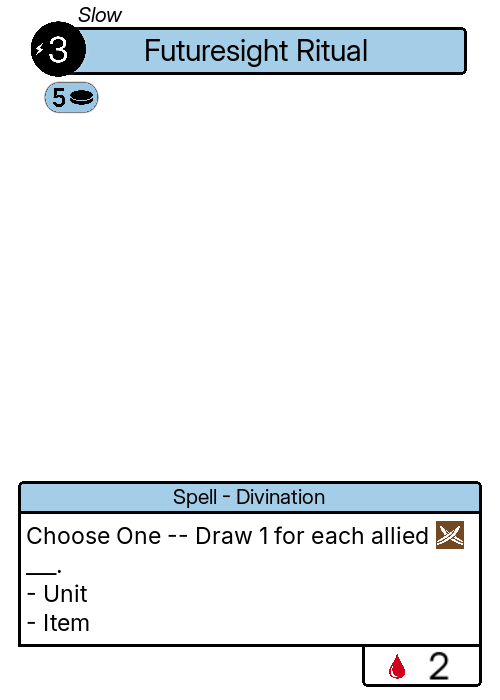 Slow
3 Futuresight Ritual
5
Spell - Divination
Choose One -- Draw 1 for each allied
___.
- Unit
- Item
2